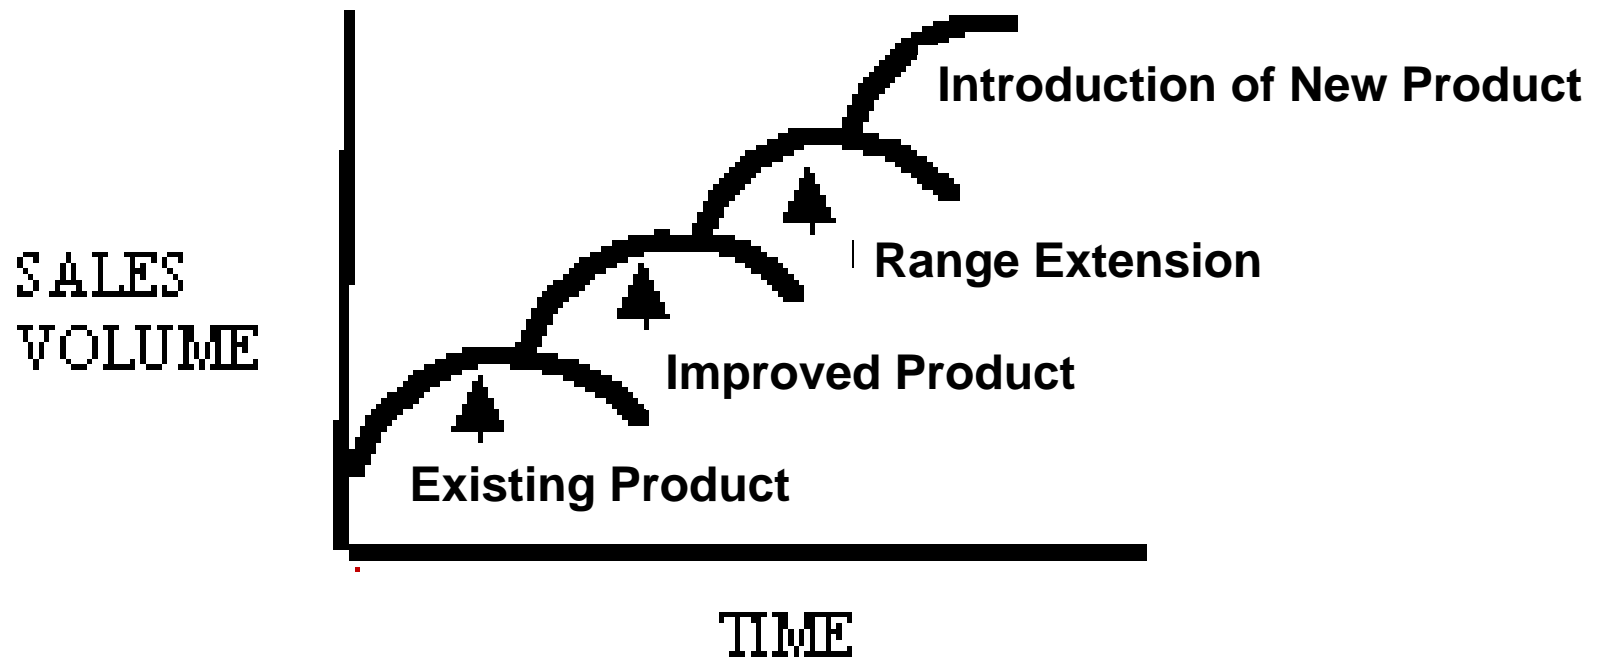 Introduction of New Product
Range Extension
SALES
VOLUME
Improved Product
Existing Product
TIME